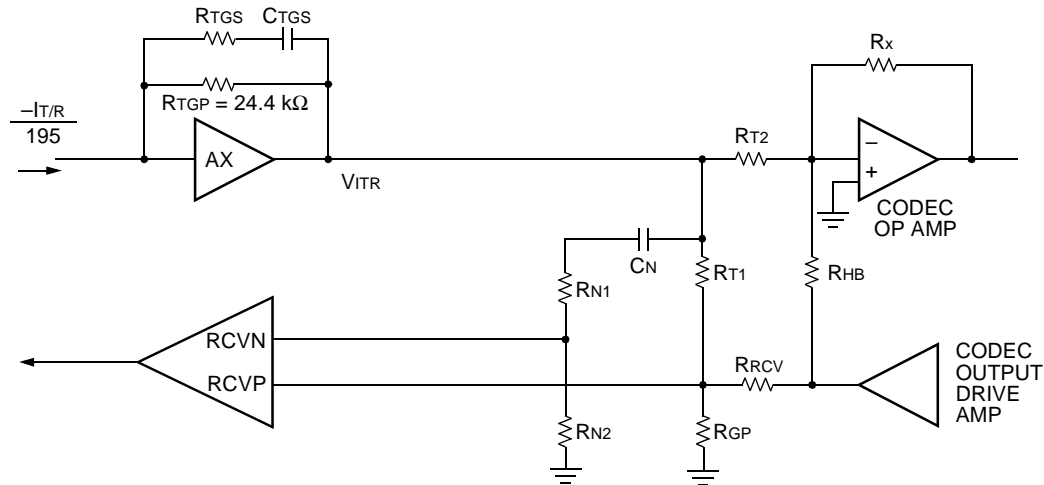 RTGS
CTGS
RX
RTGP = 24.4 kΩ
–IT/R
195
AX
VITR
RT2
–
+
CODEC
OP AMP
CN
RN1
RT1
RHB
RCVN
RCVP
RRCV
CODEC
OUTPUT
DRIVE
AMP
RN2
RGP